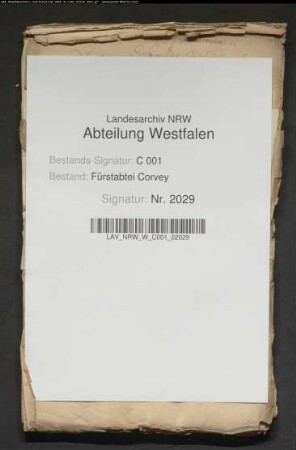 Landesarchiv NRW
Abteilung Westfalen
Bestands-Signatur: C 001
Bestand: Fürstabtei Corvey
Signatur: Nr. 2029
LAV_NRW_W_C001_02029